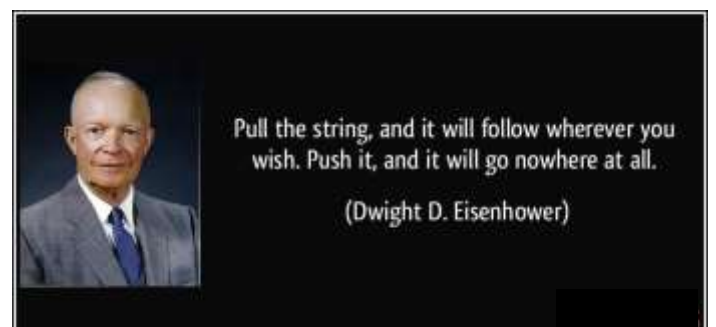 Pull the string, and it will follow wherever you
wish. Push it, and it will go nowhere at all.
(Dwight D. Eisenhower)